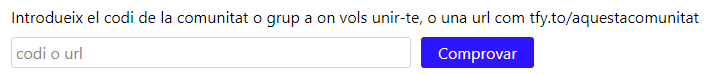 Introdueix el codi de la comunitat o grup a on vols unir-te, o una url com tfy.to/aquestacomunitat
codi o url
Comprovar